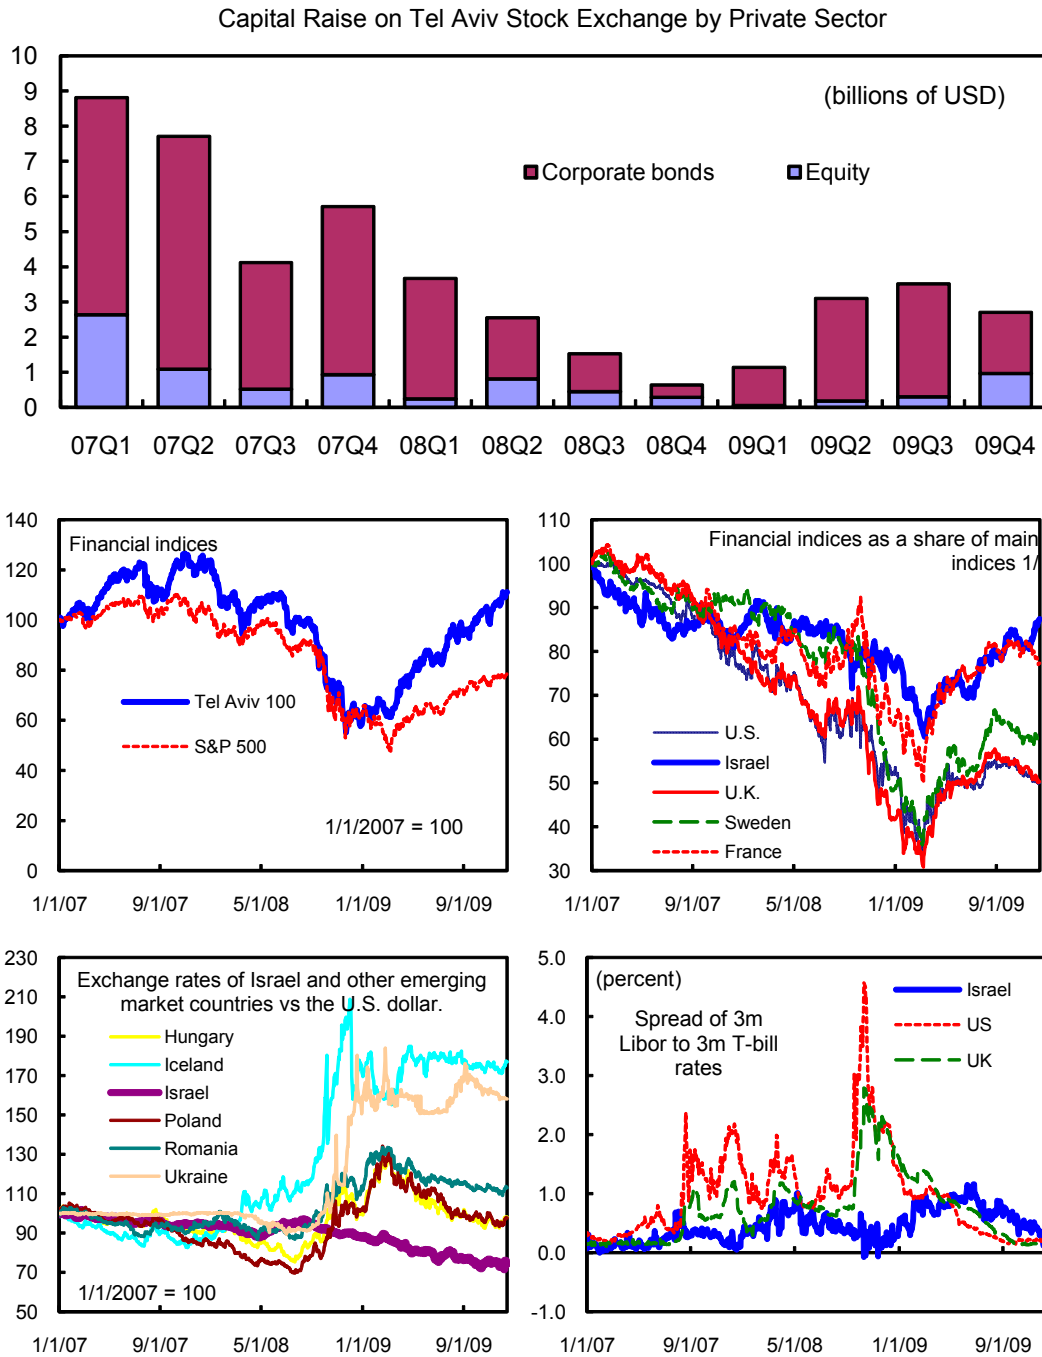 Capital Raise on Tel Aviv Stock Exchange by Private Sector
10
9
8
7
6
5
4
3
2
1
0
(billions of USD)
Corporate bonds
Equity
07Q1 07Q2 07Q3 07Q4 08Q1 08Q2 08Q3 08Q4 09Q1 09Q2 09Q3 09Q4
140
120
100
80
60
40
20
0
Financial indices
Tel Aviv 100
S&P 500
1/1/2007 = 100
1/1/07 9/1/07 5/1/08 1/1/09 9/1/09
110
100
90
80
70
60
50
40
30
Financial indices as a share of main
indices 1/
U.S.
Israel
U.K.
Sweden
France
1/1/07 9/1/07 5/1/08 1/1/09 9/1/09
230
210
190
170
150
130
110
90
70
50
Exchange rates of Israel and other emerging
market countries vs the U.S. dollar.
Hungary
Iceland
Israel
Poland
Romania
Ukraine
1/1/2007 = 100
1/1/07 9/1/07 5/1/08 1/1/09 9/1/09
5.0
4.0
3.0
2.0
1.0
0.0
-1.0
(percent)
Spread of 3m
Libor to 3m T-bill
rates
Israel
US
UK
1/1/07 9/1/07 5/1/08 1/1/09 9/1/09